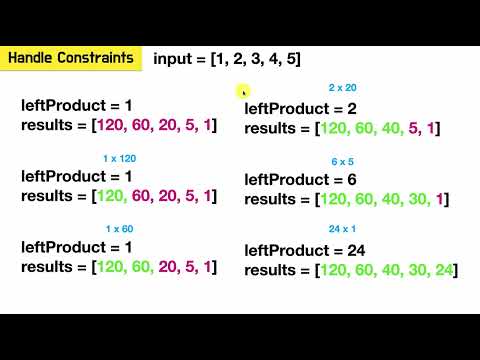 Handle Constraints
input = [1, 2, 3, 4, 5]
leftProduct = 1
results = [120, 60, 20, 5, 1]
1 x 120
leftProduct = 1
results = [120, 60, 20, 5, 1]
1 x 60
leftProduct = 1
results = [120, 60, 20, 5, 1]
2 x 20
leftProduct = 2
results = [120, 60, 40, 5, 1]
6 x 5
leftProduct = 6
results = [120, 60, 40, 30, 1]
24 x 1
leftProduct = 24
results = [120, 60, 40, 30, 24]